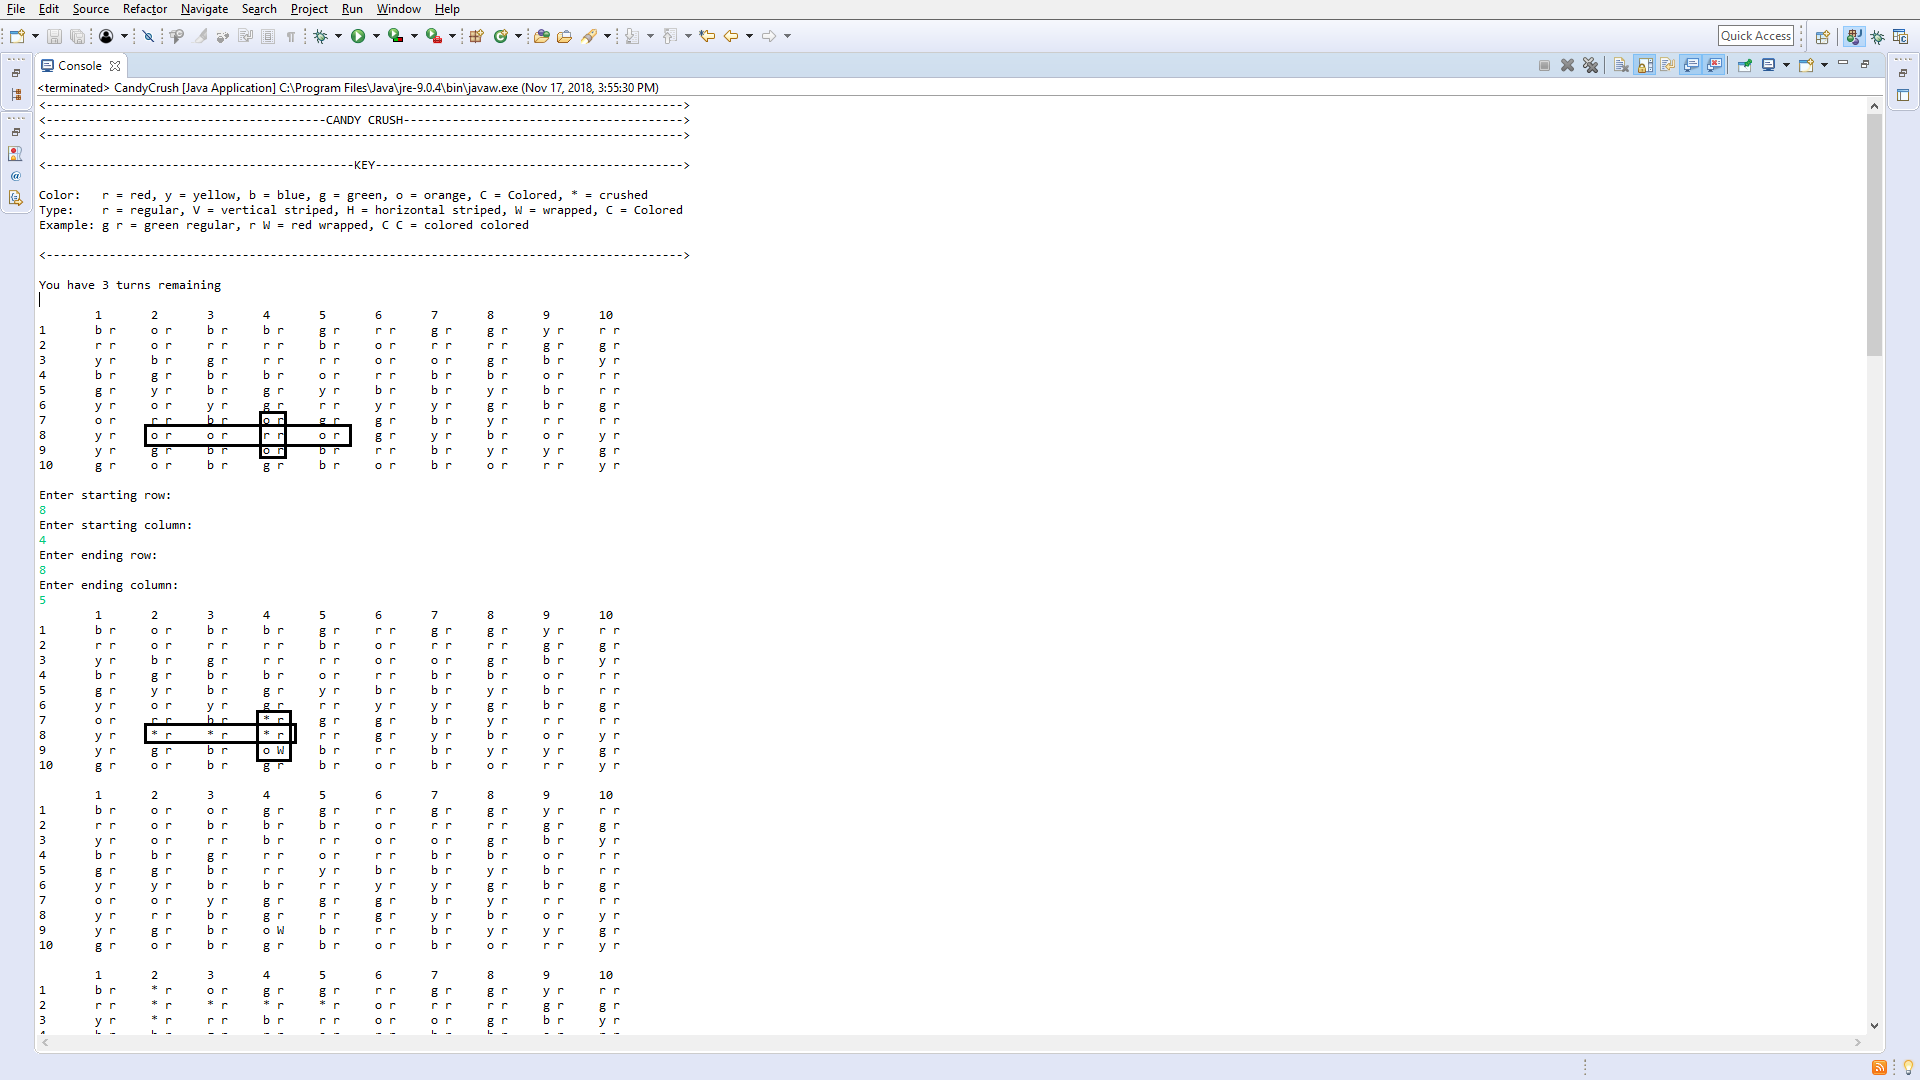 File Edit Source Refactor Navigate Search Project Run Window Help
Quick Access
Console
<terminated> CandyCrush [Java Application] C:\Program Files\Java\jre-9.0.4\bin\javaw.exe (Nov 17, 2018, 3:55:30 PM)
<------------------------------------------------------------------------------------------->
<----------------------------------------CANDY CRUSH---------------------------------------->
<------------------------------------------------------------------------------------------->
<--------------------------------------------KEY-------------------------------------------->
Color: r = red, y = yellow, b = blue, g = green, o = orange, C = Colored, * = crushed
Type: r = regular, V = vertical striped, H = horizontal striped, W = wrapped, C = Colored
Example: g r = green regular, r W = red wrapped, C C = colored colored
<------------------------------------------------------------------------------------------->
You have 3 turns remaining
1 2 3 4 5 6 7 8 9 10
1 b r o r b r b r g r r r g r g r y r r r
2 r r o r r r r r b r o r r r r r g r g r
3 y r b r g r r r r r o r o r g r b r y r
4 b r g r b r b r o r r r b r b r o r r r
5 g r y r b r g r y r b r b r y r b r r r
6 y r o r y r g r r r y r y r g r b r g r
7 o r r r b r o r g r g r b r y r r r r r
8 y r o r o r r r o r g r y r b r o r y r
9 y r g r b r o r b r r r b r y r y r g r
10 g r o r b r g r b r o r b r o r r r y r
Enter starting row:
8
Enter starting column:
4
Enter ending row:
8
Enter ending column:
5
1 2 3 4 5 6 7 8 9 10
1 b r o r b r b r g r r r g r g r y r r r
2 r r o r r r r r b r o r r r r r g r g r
3 y r b r g r r r r r o r o r g r b r y r
4 b r g r b r b r o r r r b r b r o r r r
5 g r y r b r g r y r b r b r y r b r r r
6 y r o r y r g r r r y r y r g r b r g r
7 o r r r b r * r g r g r b r y r r r r r
8 y r * r * r * r r r g r y r b r o r y r
9 y r g r b r o W b r r r b r y r y r g r
10 g r o r b r g r b r o r b r o r r r y r
1 2 3 4 5 6 7 8 9 10
1 b r o r o r g r g r r r g r g r y r r r
2 r r o r b r b r b r o r r r r r g r g r
3 y r o r r r b r r r o r o r g r b r y r
4 b r b r g r r r o r r r b r b r o r r r
5 g r g r b r r r y r b r b r y r b r r r
6 y r y r b r b r r r y r y r g r b r g r
7 o r o r y r g r g r g r b r y r r r r r
8 y r r r b r g r r r g r y r b r o r y r
9 y r g r b r o W b r r r b r y r y r g r
10 g r o r b r g r b r o r b r o r r r y r
1 2 3 4 5 6 7 8 9 10
1 b r * r o r g r g r r r g r g r y r r r
2 r r * r * r * r * r o r r r r r g r g r
3 y r * r r r b r r r o r o r g r b r y r